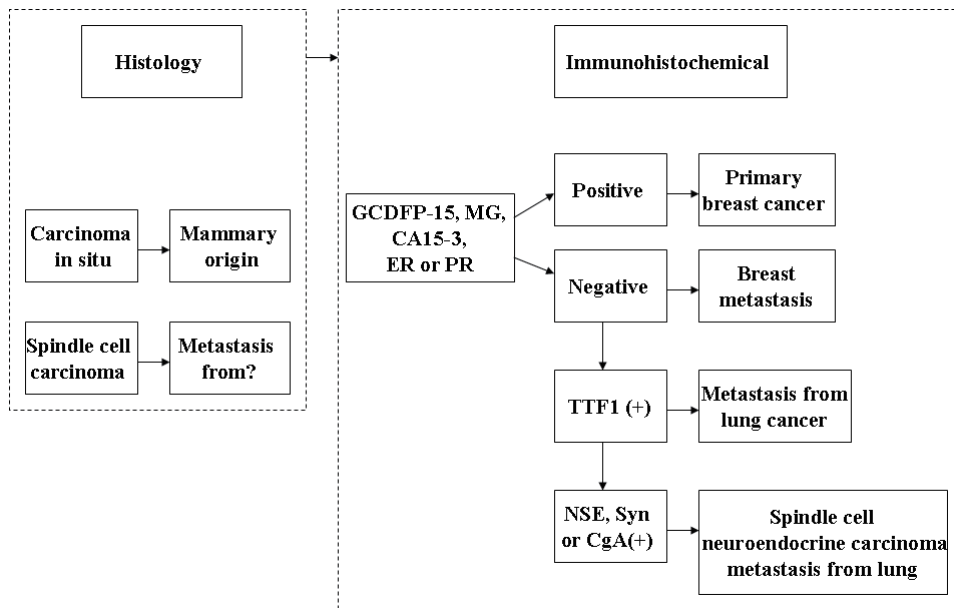 Histology
Immunohistochemical
Carcinoma
in situ
Mammary
origin
Spindle cell
carcinoma
Metastasis
from?
GCDFP-15, MG,
CA15-3,
ER or PR
Positive
Primary
breast cancer
Negative
Breast
metastasis
TTF1 (+)
Metastasis from
lung cancer
NSE, Syn
or CgA(+)
Spindle cell
neuroendocrine carcinoma
metastasis from lung